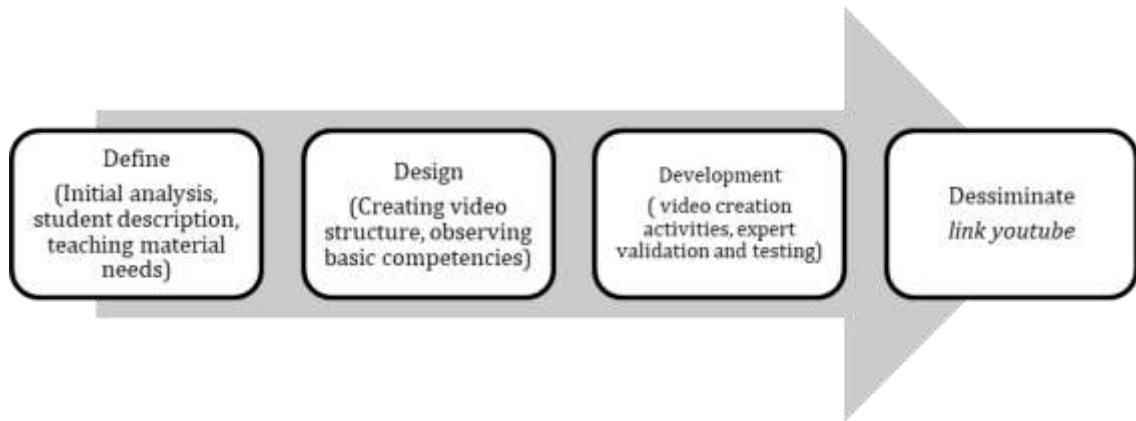 Define
(Initial analysis,
student description,
teaching material
needs)
Design
(Creating video
structure, observing
basic competencies)
Development
( video creation
activities, expert
validation and testing)
Dessiminate
link youtube